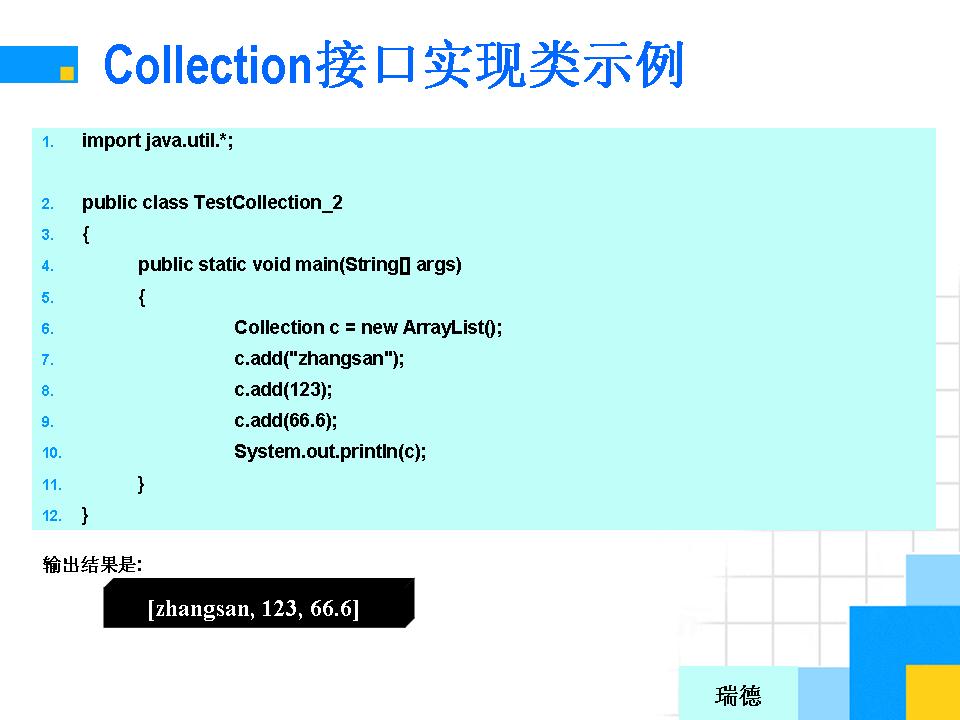 Collection接口实现类示例
1. import java.util.*;
2. public class TestCollection_2
3. {
4. public static void main(String[] args)
5. {
6. Collection c = new ArrayList();
7. c.add("zhangsan");
8. c.add(123);
9. c.add(66.6);
10. System.out.println(c);
11. }
12. }
输出结果是:
[zhangsan, 123, 66.6]
瑞德